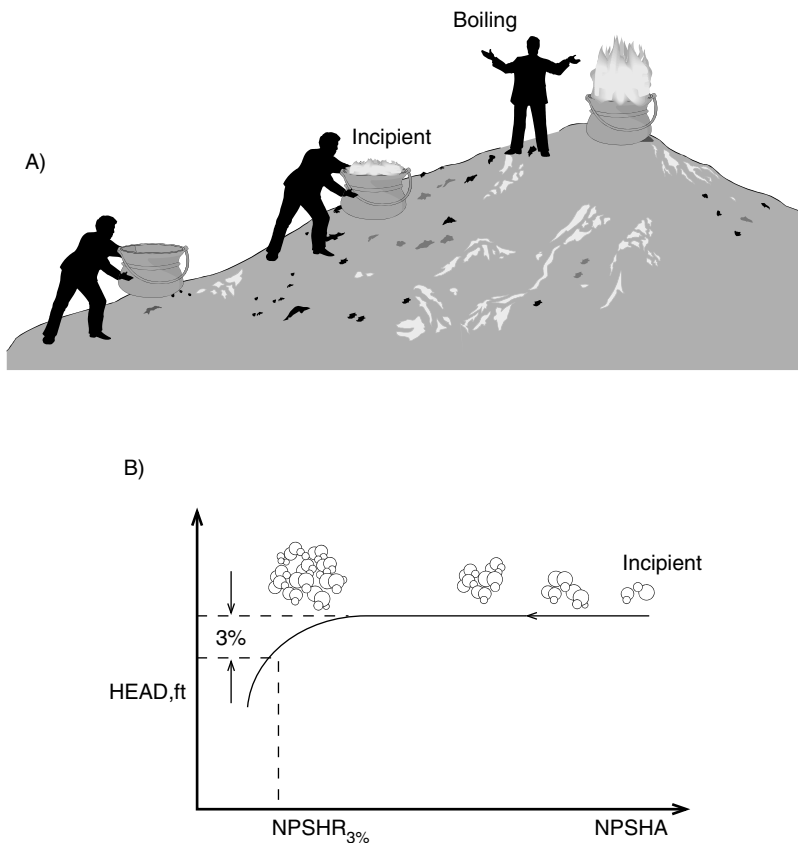 Boiling
Incipient
A)
B)
Incipient
3%
HEAD,ft
NPSHR3% NPSHA